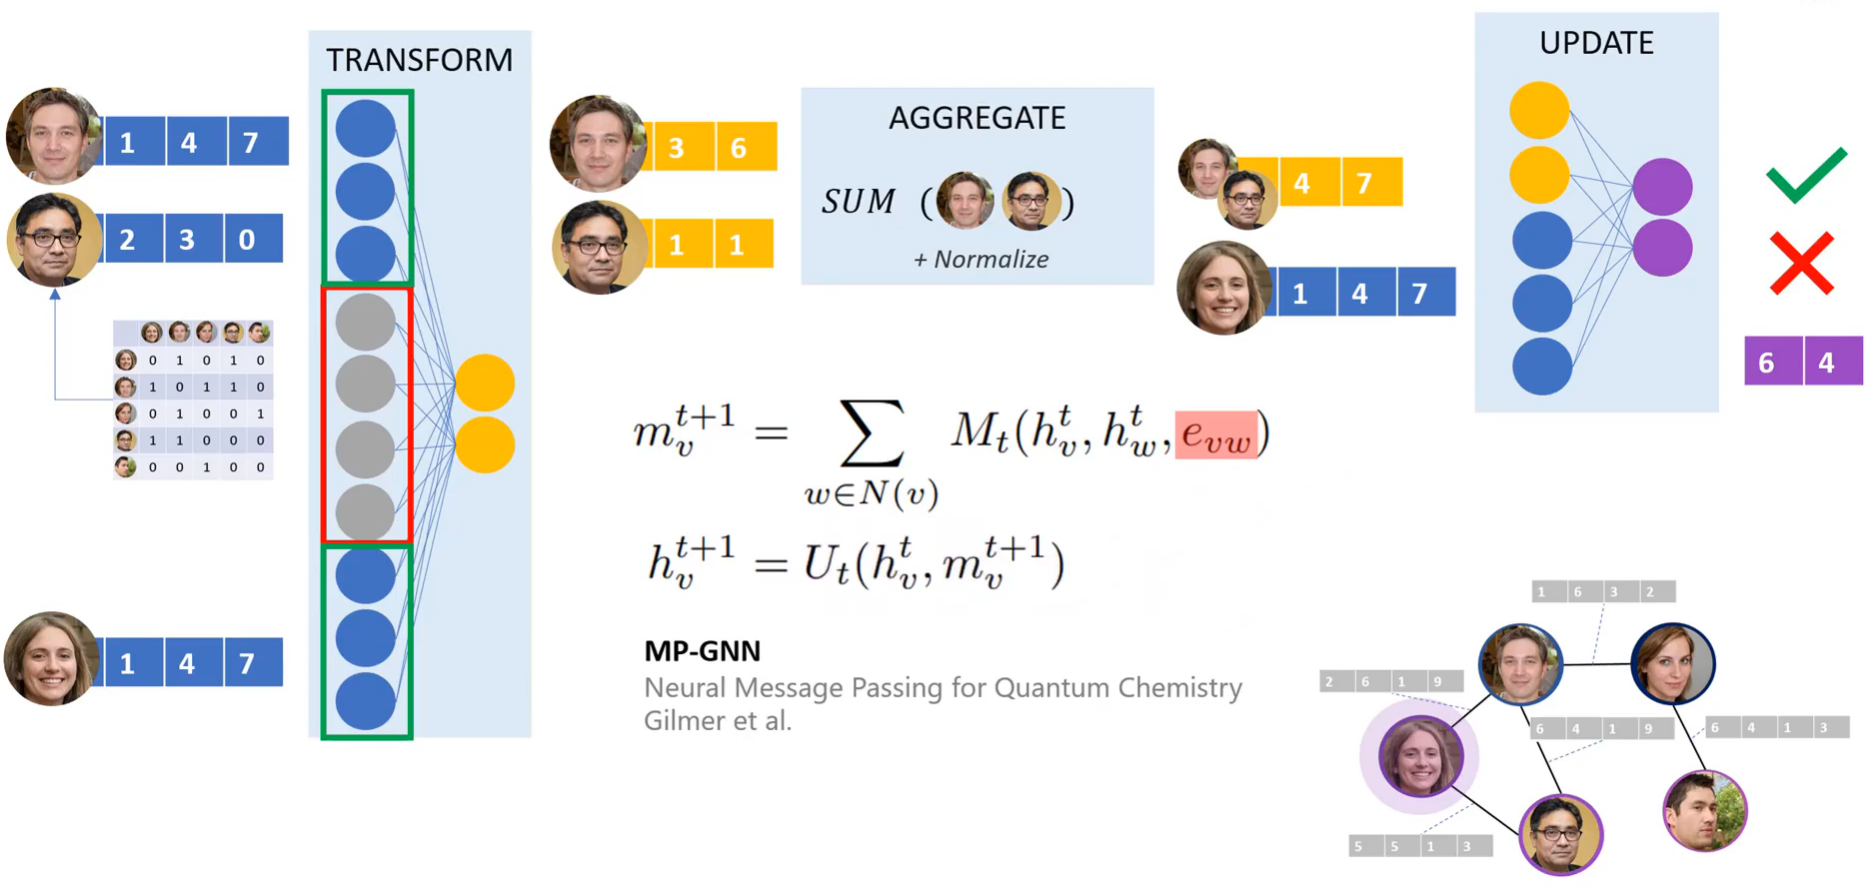 TRANSFORM
1 4 7
2 3 0
0 1 0 1 0
1 0 1 1 0
0 1 0 0 1
1 1 0 0 0
0 0 1 0 0
1 4 7
3 6
1 1
AGGREGATE
SUM ( )
+ Normalize
4 7
1 4 7
UPDATE
6 4
m_v^{t+1} = \sum_{w∈N(v)} M_t(h_v^t, h_w^t, e_{vw})
h_v^{t+1} = U_t(h_v^t, m_v^{t+1})
MP-GNN
Neural Message Passing for Quantum Chemistry
Gilmer et al.
1 6 3 2
2 6 1 9
6 4 1 9
6 4 1 3
5 5 1 3